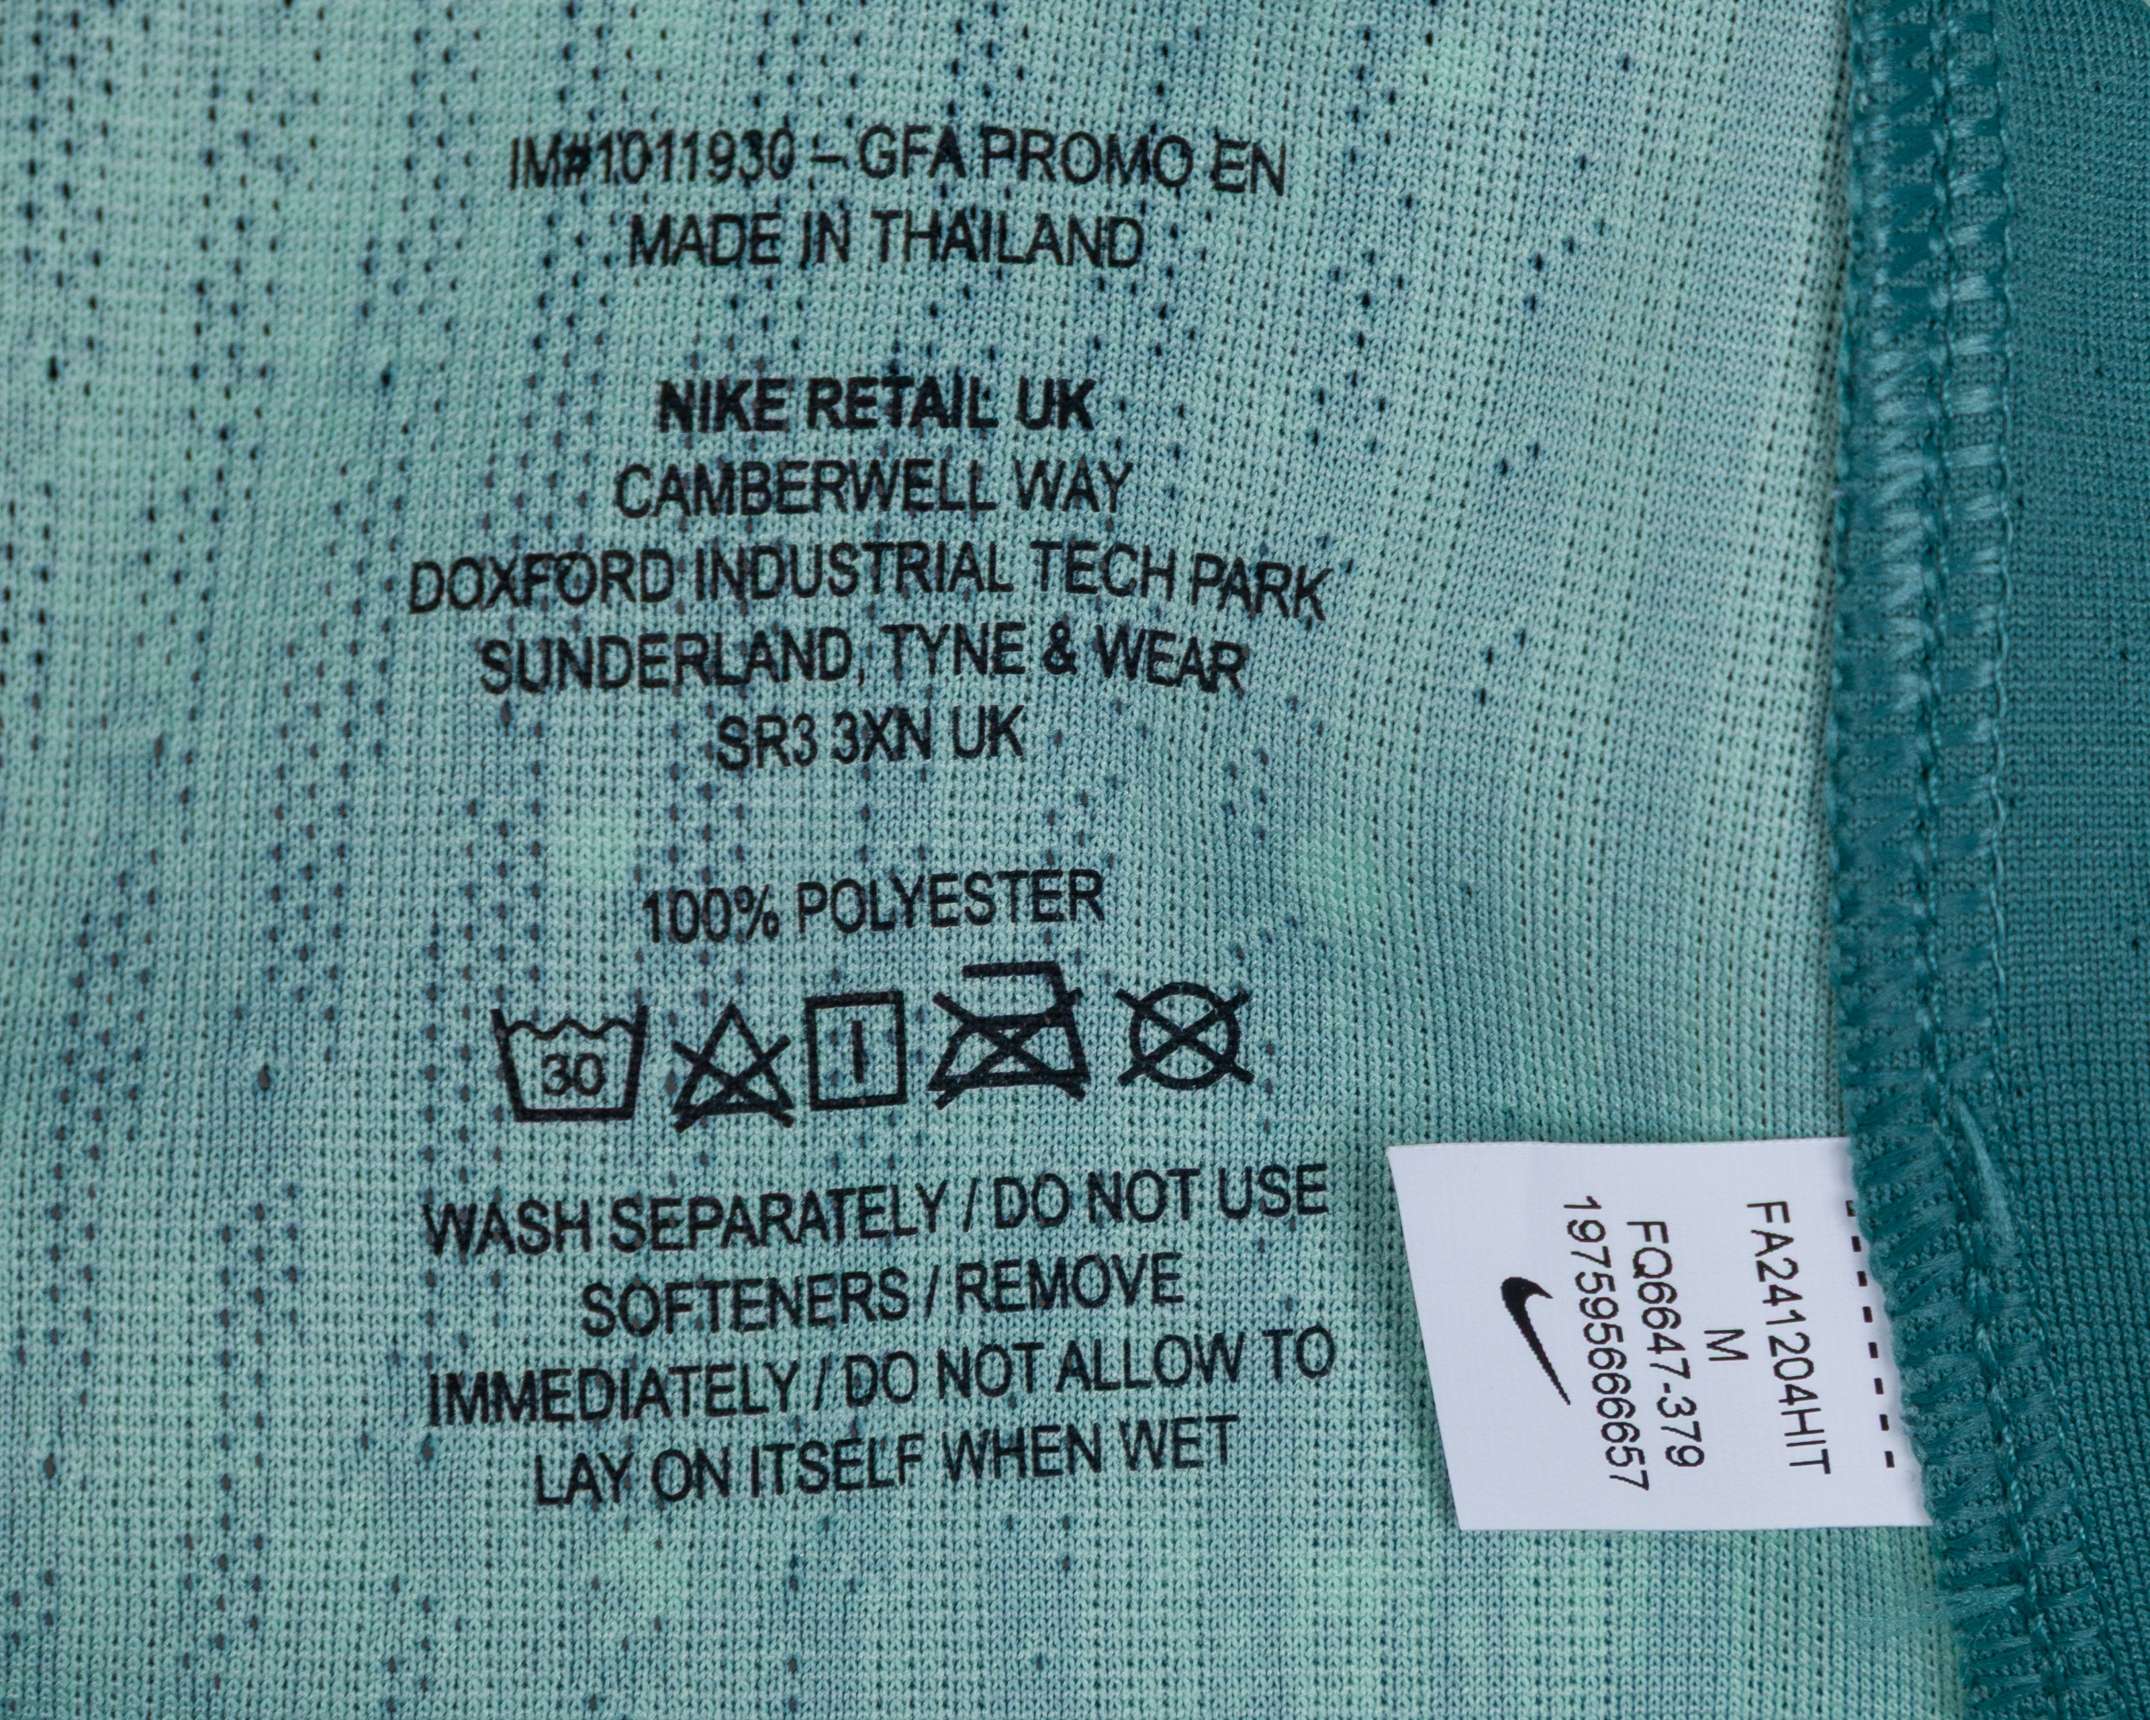 IM#1011930 – GFA PROMO EN
MADE IN THAILAND
NIKE RETAIL UK
CAMBERWELL WAY
DOXFORD INDUSTRIAL TECH PARK
SUNDERLAND, TYNE & WEAR
SR3 3XN UK
100% POLYESTER
30
WASH SEPARATELY / DO NOT USE
SOFTENERS / REMOVE
IMMEDIATELY / DO NOT ALLOW TO
LAY ON ITSELF WHEN WET
FA241204HIT
M
FQ6647-379
197595666657